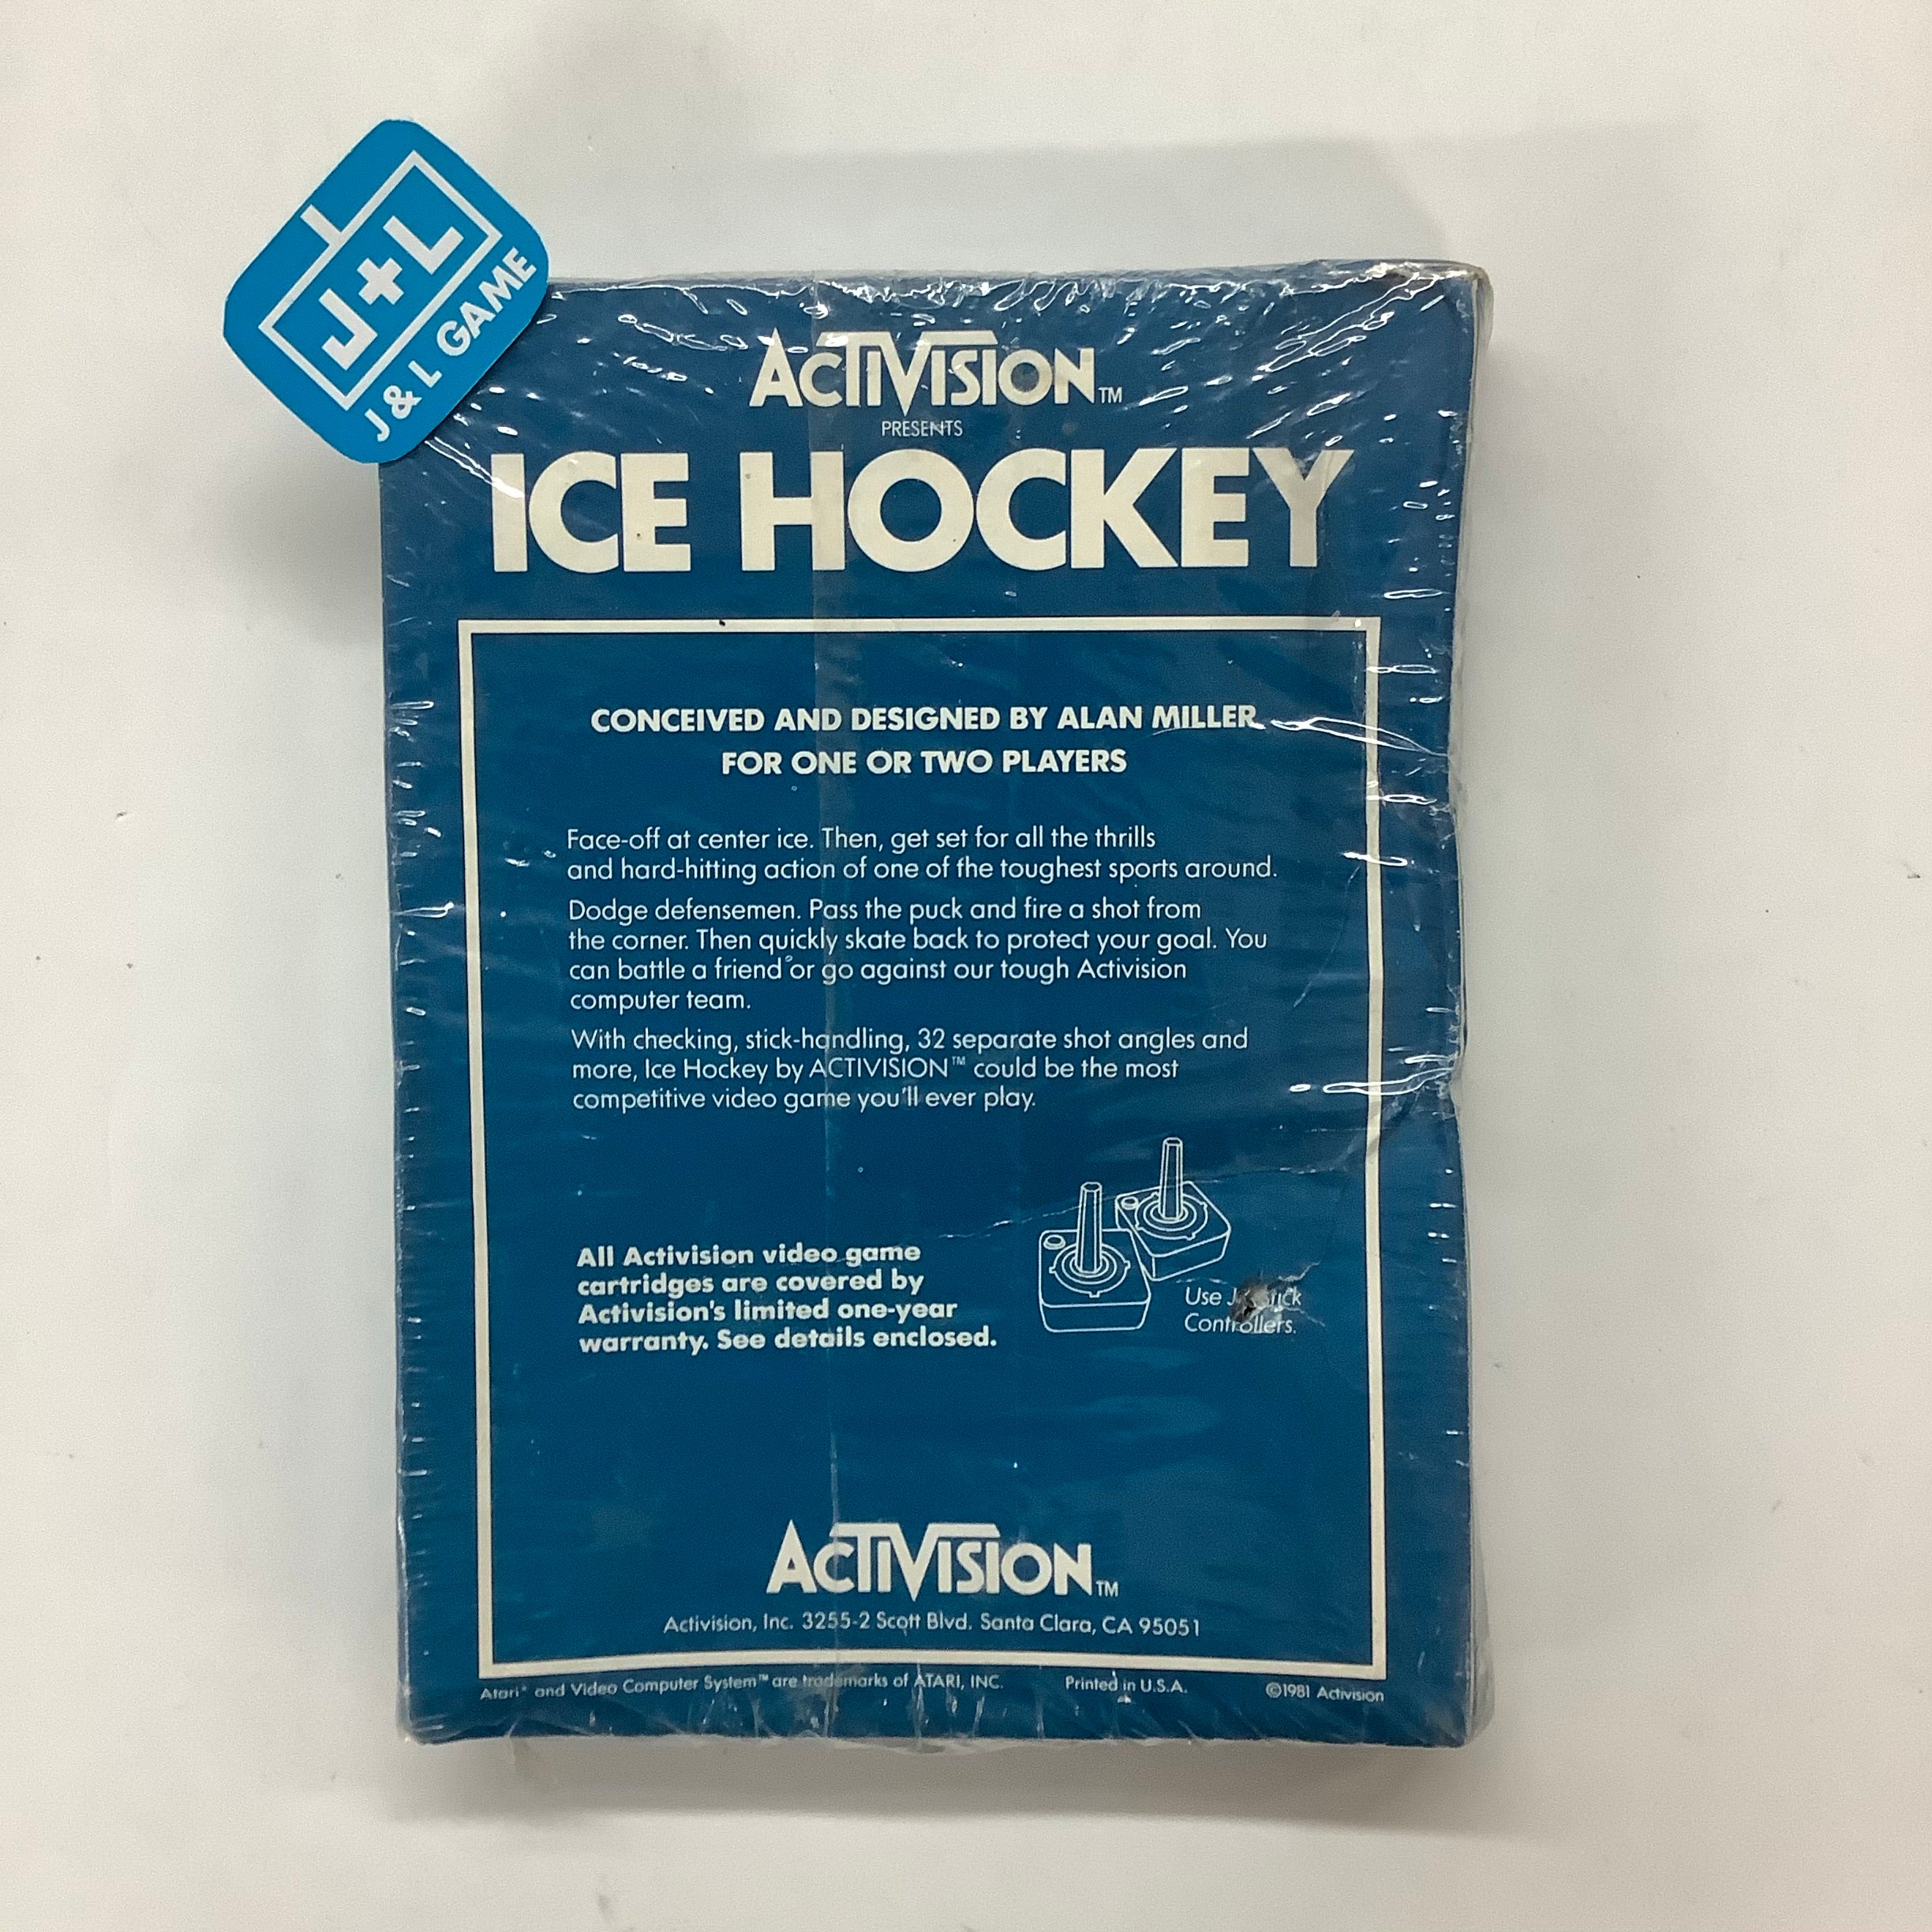 J+L
J & L GAME
ACTIVISION™
PRESENTS
ICE HOCKEY
CONCEIVED AND DESIGNED BY ALAN MILLER
FOR ONE OR TWO PLAYERS
Face-off at center ice. Then, get set for all the thrills
and hard-hitting action of one of the toughest sports around.
Dodge defensemen. Pass the puck and fire a shot from
the corner. Then quickly skate back to protect your goal. You
can battle a friend or go against our tough Activision
computer team.
With checking, stick-handling, 32 separate shot angles and
more, Ice Hockey by ACTIVISION™ could be the most
competitive video game you'll ever play.
All Activision video game
cartridges are covered by
Activision's limited one-year
warranty. See details enclosed.
Use
Controllers.
ACTIVISION™
Activision, Inc. 3255-2 Scott Blvd. Santa Clara, CA 95051
Atari® and Video Computer System™ are trademarks of ATARI, INC. Printed in U.S.A. ©1981 Activision